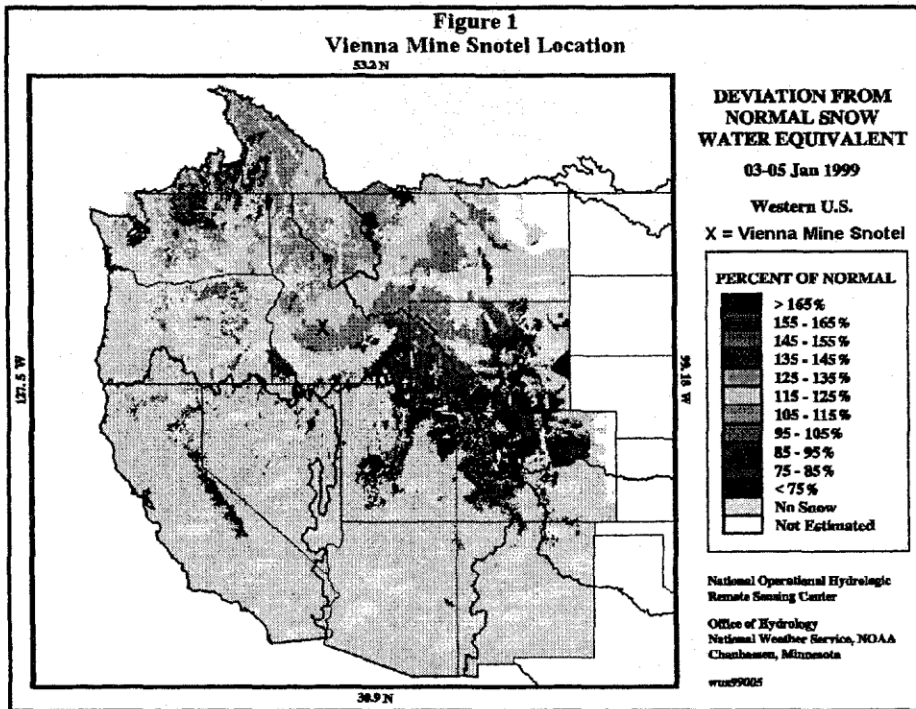 Figure 1
Vienna Mine Snotel Location
53.2 N
127.5 W
X
99.18 W
30.9 N
DEVIATION FROM
NORMAL SNOW
WATER EQUIVALENT
03-05 Jan 1999
Western U.S.
X = Vienna Mine Snotel
PERCENT OF NORMAL
> 165%
155 - 165%
145 - 155%
135 - 145%
125 - 135%
115 - 125%
105 - 115%
95 - 105%
85 - 95%
75 - 85%
< 75%
No Snow
Not Estimated
National Operational Hydrologic
Remote Sensing Center
Office of Hydrology
National Weather Service, NOAA
Chanhassen, Minnesota